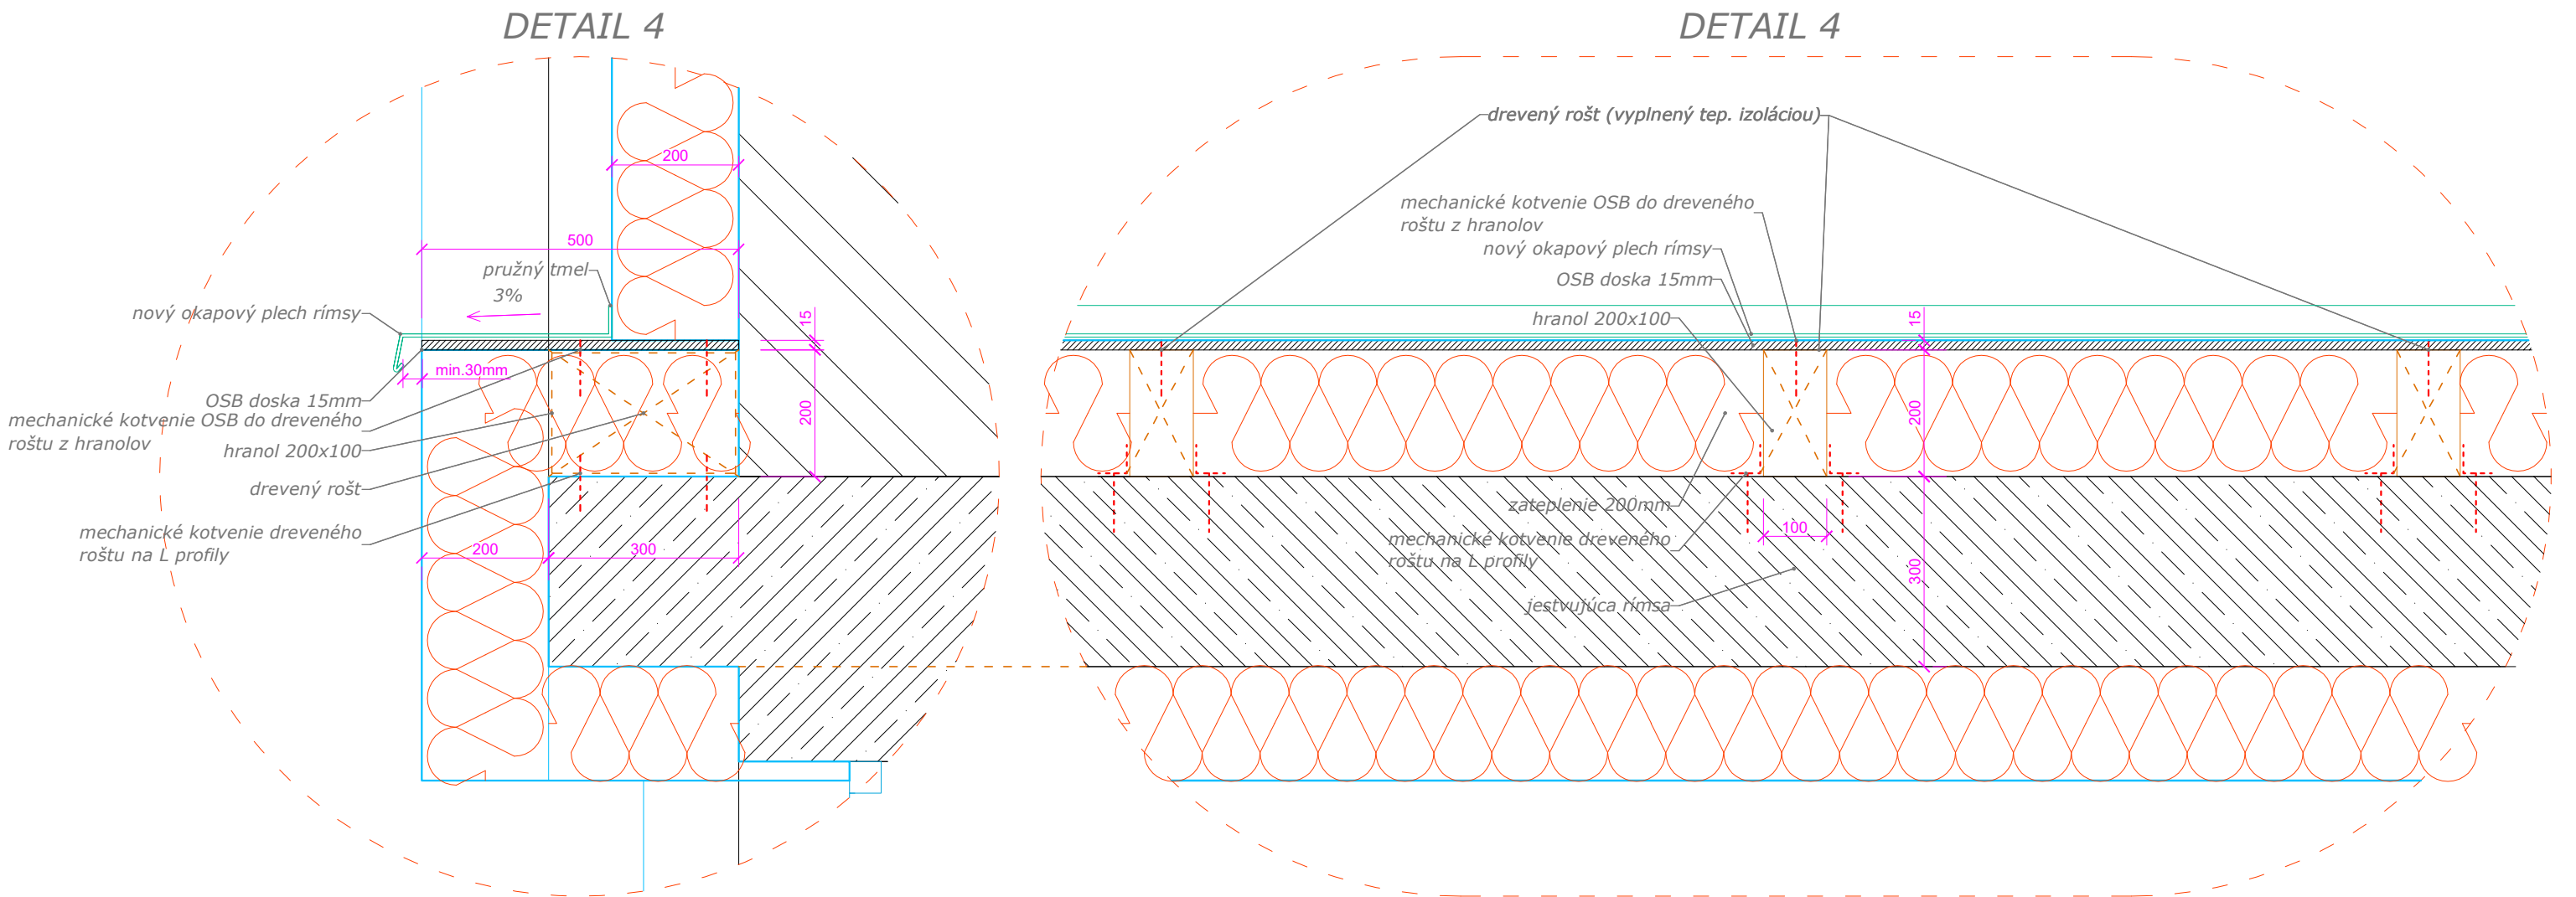 DETAIL 4
200
500
pružný tmel
3%
nový okapový plech rímsy
15
min.30mm
OSB doska 15mm
mechanické kotvenie OSB do dreveného
roštu z hranolov
hranol 200x100
200
drevený rošt
mechanické kotvenie dreveného
roštu na L profily
200
300
DETAIL 4
drevený rošt (vyplnený tep. izoláciou)
mechanické kotvenie OSB do dreveného
roštu z hranolov
nový okapový plech rímsy
OSB doska 15mm
hranol 200x100
15
200
zateplenie 200mm
100
mechanické kotvenie dreveného
roštu na L profily
300
jestvujúca rímsa